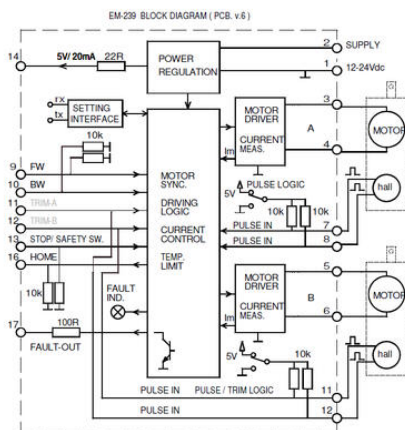 EM-239 BLOCK DIAGRAM ( PCB. v.6 )
14
5V/ 20mA
22R
POWER
REGULATION
2
SUPPLY
1
12-24Vdc
rx
tx
SETTING
INTERFACE
10k
9
FW
10
BW
11
TRIM-A
12
TRIM-B
13
STOP/ SAFETY SW.
16
HOME
10k
17
100R
FAULT-OUT
FAULT
IND.
MOTOR
SYNC.
DRIVING
LOGIC
CURRENT
CONTROL
TEMP.
LIMIT
Im
MOTOR
DRIVER
A
CURRENT
MEAS.
3
4
G
MOTOR
hall
5V
PULSE LOGIC
10k
10k
PULSE IN
7
PULSE IN
8
Im
MOTOR
DRIVER
B
CURRENT
MEAS.
5
6
G
MOTOR
hall
5V
10k
PULSE IN
PULSE / TRIM LOGIC
11
PULSE IN
12